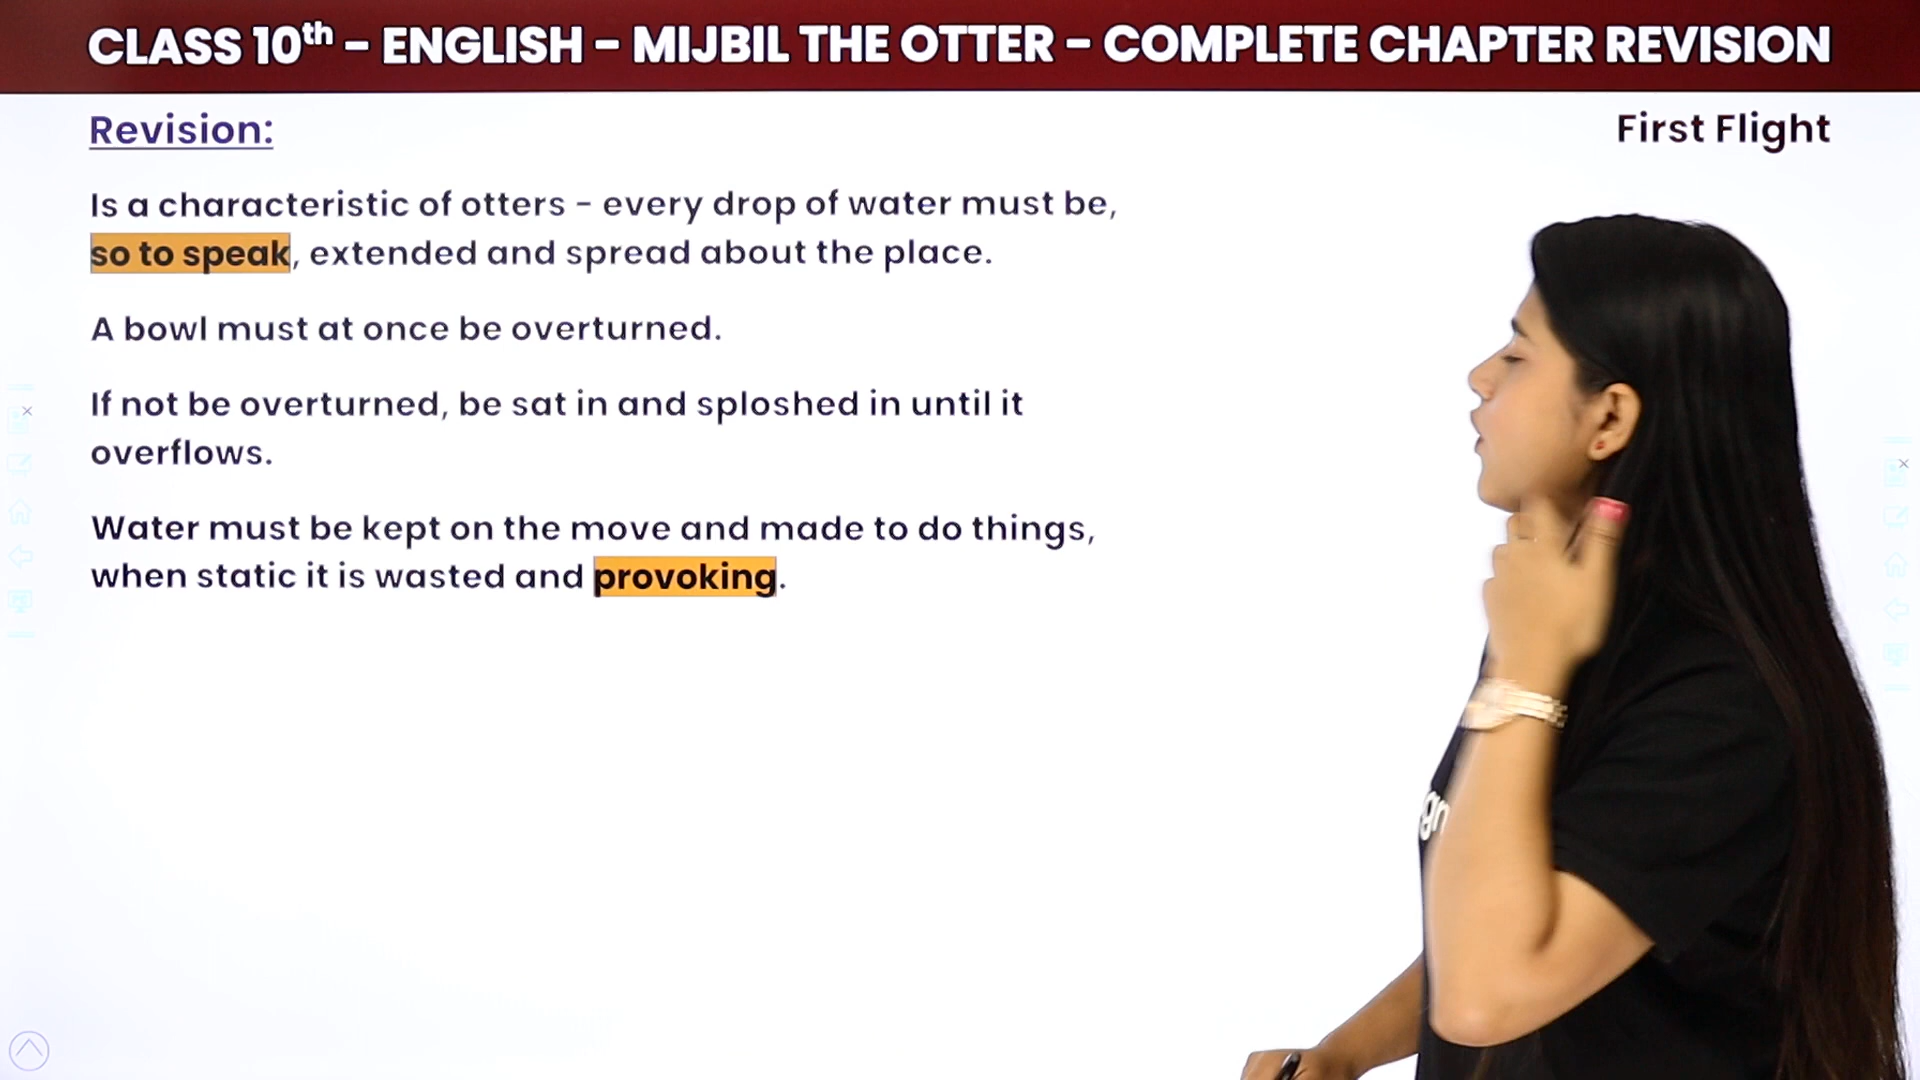 CLASS 10th – ENGLISH – MIJBIL THE OTTER – COMPLETE CHAPTER REVISION
Revision:
First Flight
Is a characteristic of otters – every drop of water must be,
so to speak, extended and spread about the place.
A bowl must at once be overturned.
If not be overturned, be sat in and sploshed in until it
overflows.
Water must be kept on the move and made to do things,
when static it is wasted and provoking.
gn